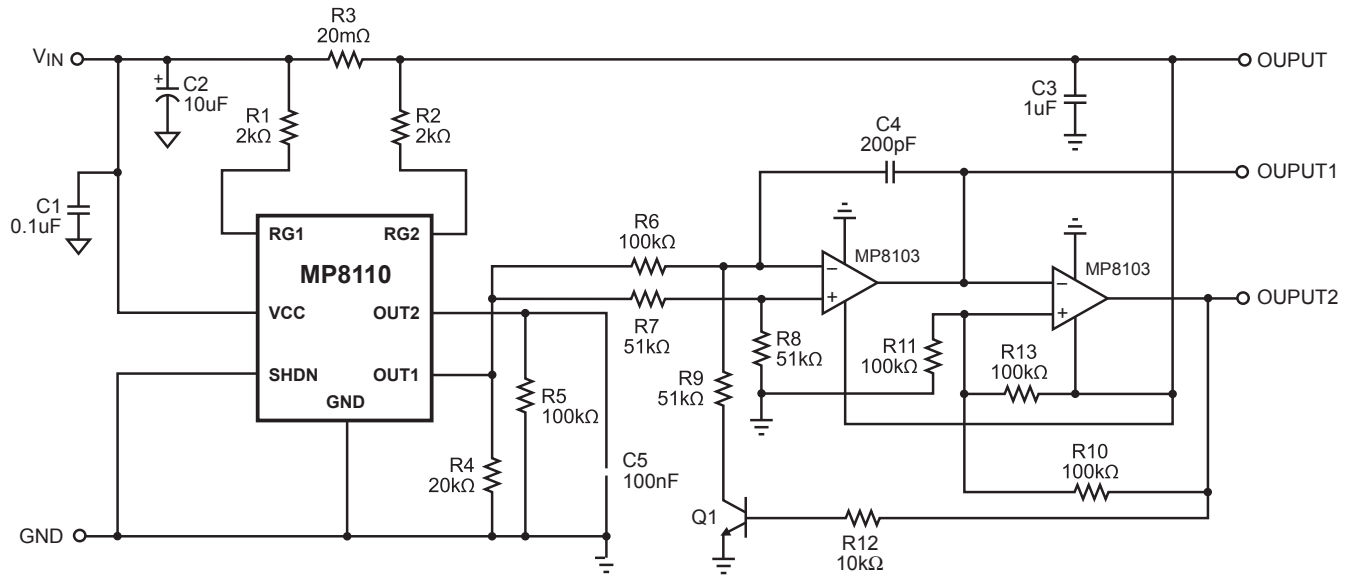 R3
20mΩ
VIN
OUPUT
C2
10uF
R1
2kΩ
R2
2kΩ
C3
1uF
C4
200pF
OUPUT1
C1
0.1uF
RG1
RG2
MP8110
VCC
OUT2
SHDN
OUT1
GND
R6
100kΩ
MP8103
MP8103
OUPUT2
R7
51kΩ
R8
51kΩ
R11
100kΩ
R13
100kΩ
R9
51kΩ
R5
100kΩ
R10
100kΩ
R4
20kΩ
C5
100nF
Q1
GND
R12
10kΩ
+
−
+
−
+